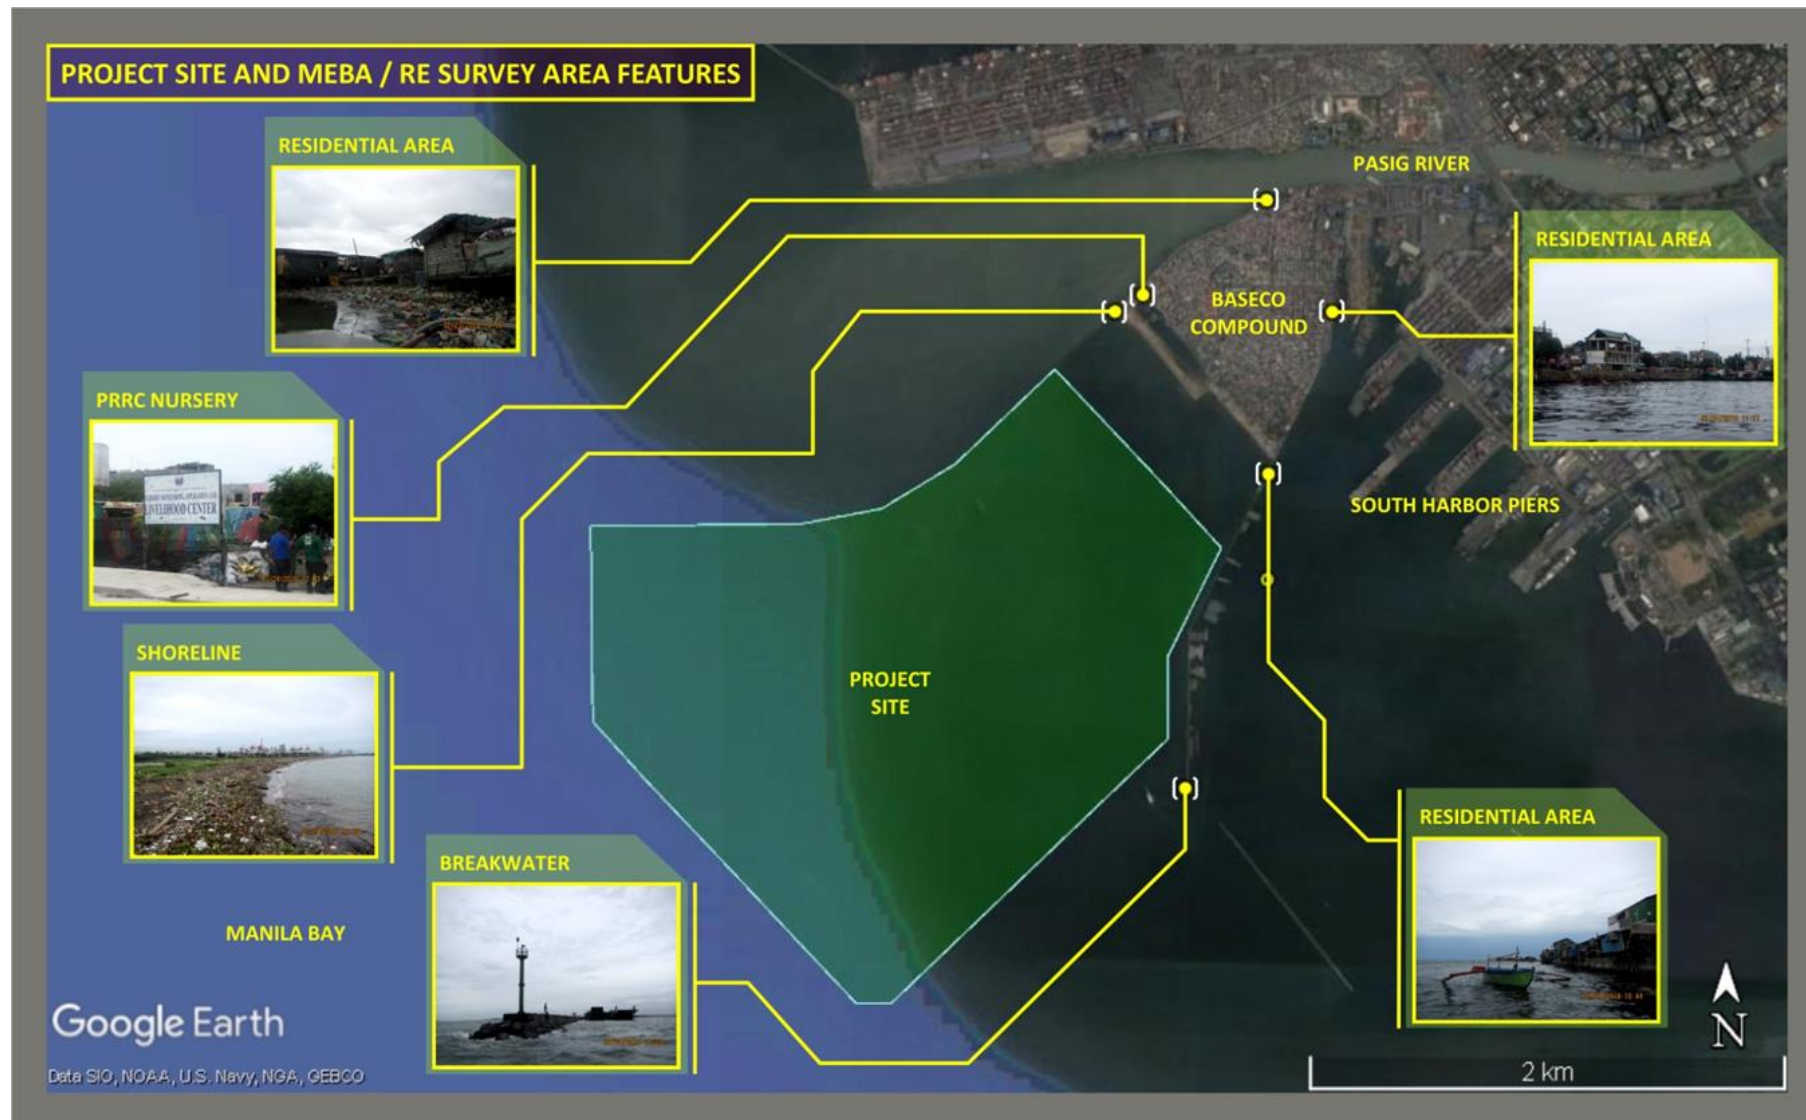 PROJECT SITE AND MEBA / RE SURVEY AREA FEATURES
RESIDENTIAL AREA
PASIG RIVER
RESIDENTIAL AREA
BASECO
COMPOUND
PRRC NURSERY
LIVELIHOOD CENTER
SOUTH HARBOR PIERS
SHORELINE
PROJECT
SITE
RESIDENTIAL AREA
BREAKWATER
MANILA BAY
Google Earth
N
2 km
Data SIO, NOAA, U.S. Navy, NGA, GEBCO